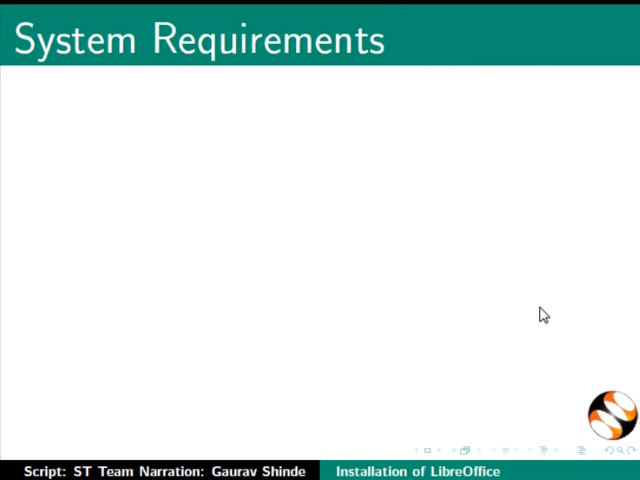 System Requirements
Script: ST Team Narration: Gaurav Shinde
Installation of LibreOffice